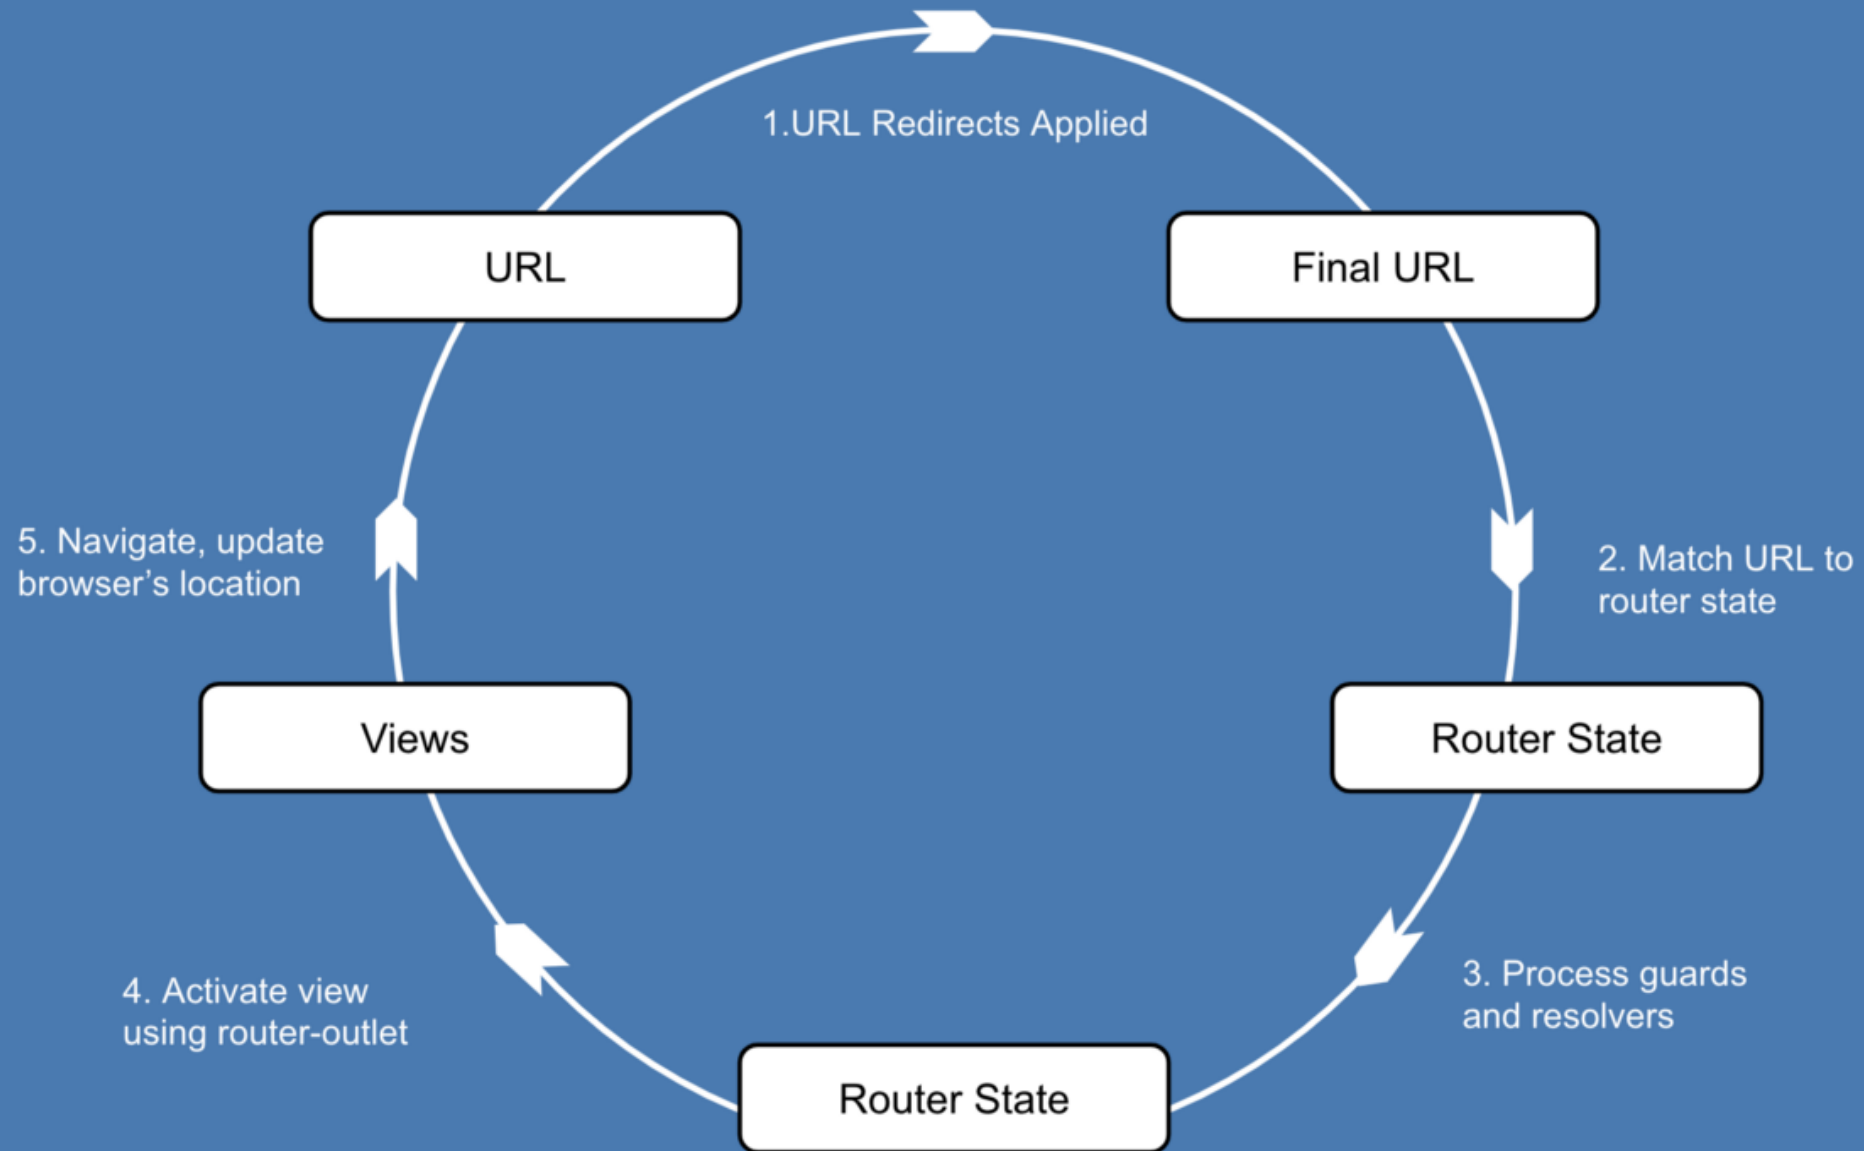 1.URL Redirects Applied
URL
Final URL
5. Navigate, update
browser’s location
2. Match URL to
router state
Views
Router State
4. Activate view
using router-outlet
3. Process guards
and resolvers
Router State